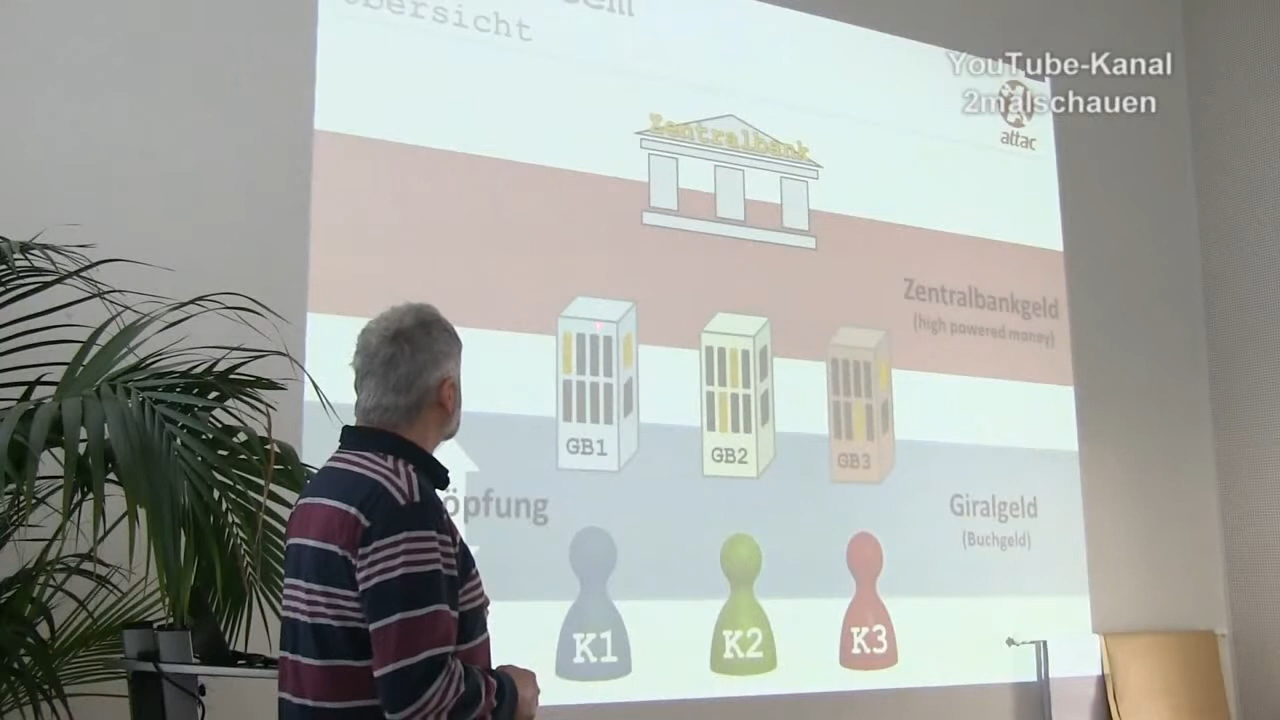 übersicht
YouTube-Kanal
2malschauen
attac
Zentralbank
Zentralbankgeld
(high powered money)
GB1
GB2
GB3
öpfung
Giralgeld
(Buchgeld)
K1
K2
K3